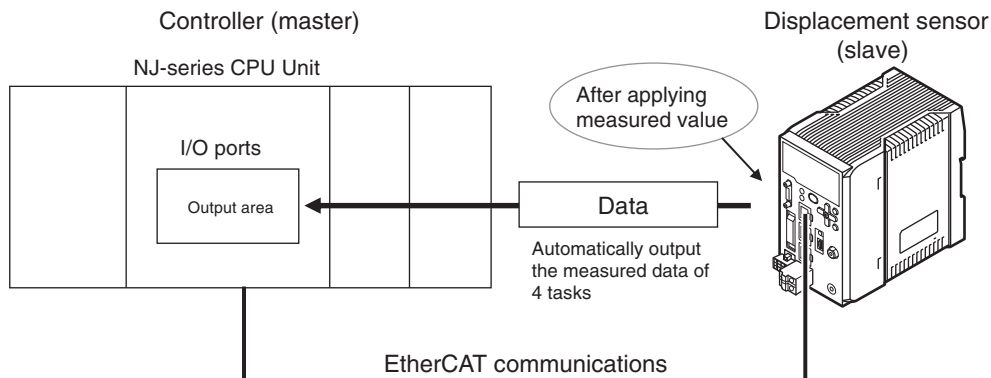 Controller (master)
Displacement sensor
(slave)
NJ-series CPU Unit
After applying
measured value
I/O ports
Output area
Data
Automatically output
the measured data of
4 tasks
EtherCAT communications